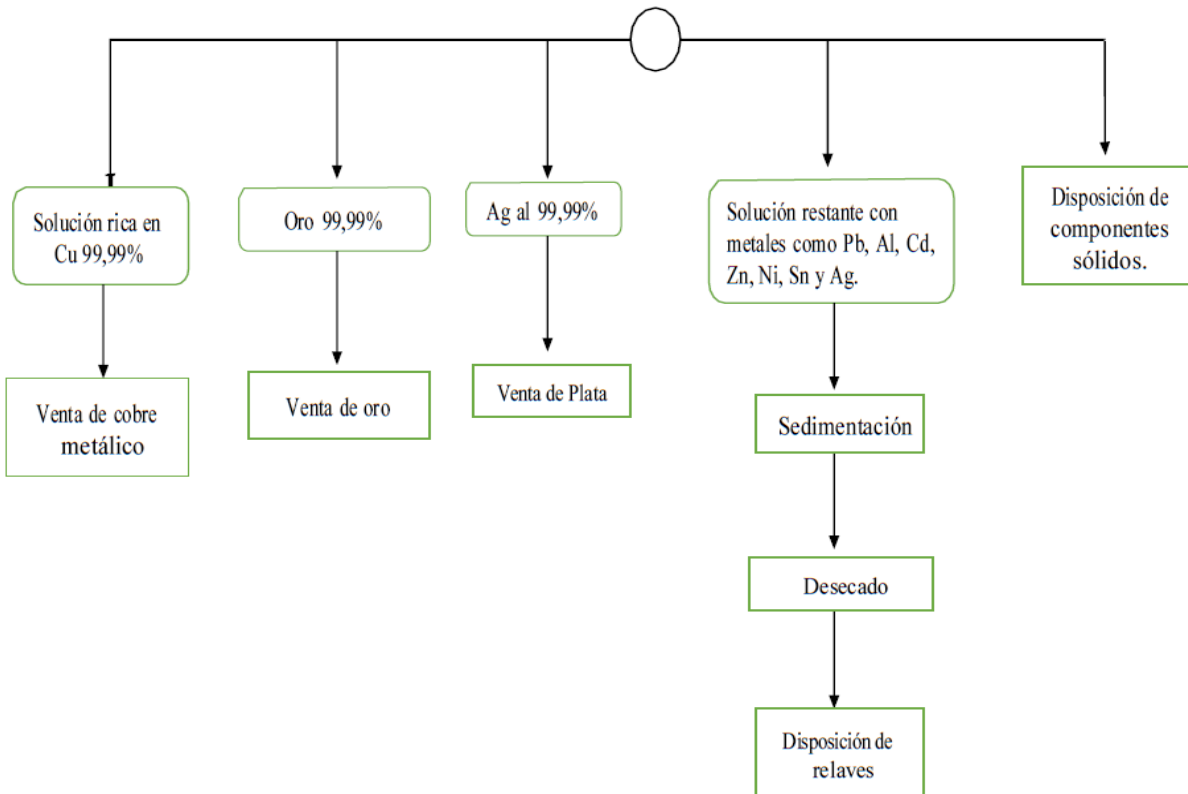 Solución rica en
Cu 99,99%
Oro 99,99%
Ag al 99,99%
Solución restante con
metales como Pb, Al, Cd,
Zn, Ni, Sn y Ag.
Disposición de
componentes
sólidos.
Venta de cobre
metálico
Venta de oro
Venta de Plata
Sedimentación
Desecado
Disposición de
relaves